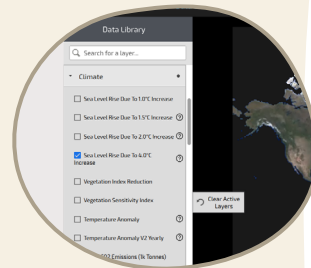 Data Library
Search for a layer...
Climate
Sea Level Rise Due To 1.0°C Increase
Sea Level Rise Due To 1.5°C Increase
Sea Level Rise Due To 2.0°C Increase
Sea Level Rise Due To 4.0°C
Increase
Vegetation Index Reduction
Vegetation Sensitivity Index
Clear Active
Layers
Temperature Anomaly
Temperature Anomaly V2 Yearly
Emissions (1k Tonnes)